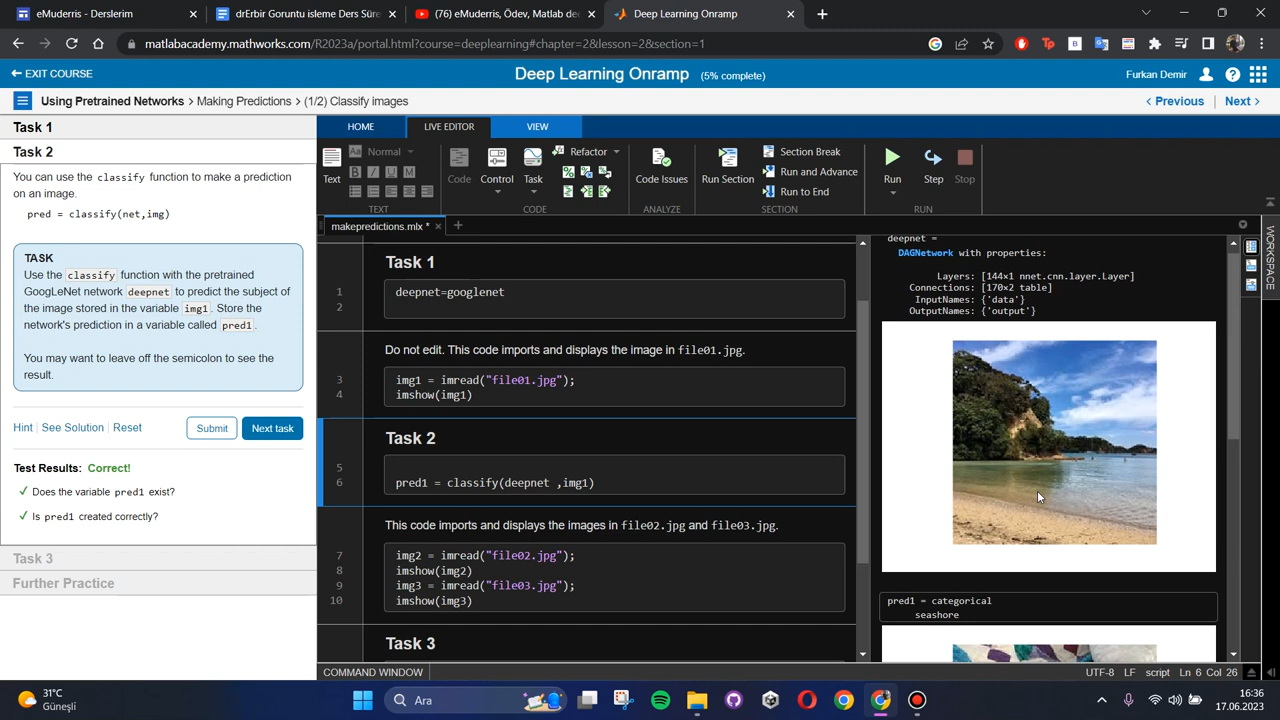 eMuderris - Derslerim
drErbir Goruntu isleme Ders Süre
(76) eMuderris, Ödev, Matlab de
Deep Learning Onramp
matlabacademy.mathworks.com/R2023a/portal.html?course=deeplearning#chapter=2&lesson=2&section=1
EXIT COURSE
Deep Learning Onramp (5% complete)
Furkan Demir
Using Pretrained Networks > Making Predictions > (1/2) Classify images
< Previous
Next >
Task 1
Task 2
You can use the classify function to make a prediction
on an image.
pred = classify(net,img)
TASK
Use the classify function with the pretrained
GoogLeNet network deepnet to predict the subject of
the image stored in the variable img1. Store the
network's prediction in a variable called pred1.
You may want to leave off the semicolon to see the
result.
Hint | See Solution | Reset
Submit
Next task
Test Results: Correct!
✓ Does the variable pred1 exist?
✓ Is pred1 created correctly?
Task 3
Further Practice
HOME
LIVE EDITOR
VIEW
Text
Aa Normal
B I U M
TEXT
Code
Control
Task
Refactor
CODE
Code Issues
ANALYZE
Run Section
Section Break
Run and Advance
Run to End
SECTION
Run
Step
Stop
RUN
makepredictions.mlx *
Task 1
1 deepnet=googlenet
2
Do not edit. This code imports and displays the image in file01.jpg.
3 img1 = imread("file01.jpg");
4 imshow(img1)
Task 2
5
6 pred1 = classify(deepnet ,img1)
This code imports and displays the images in file02.jpg and file03.jpg.
7 img2 = imread("file02.jpg");
8 imshow(img2)
9 img3 = imread("file03.jpg");
10 imshow(img3)
Task 3
deepnet =
DAGNetwork with properties:
Layers: [144×1 nnet.cnn.layer.Layer]
Connections: [170×2 table]
InputNames: {'data'}
OutputNames: {'output'}
pred1 = categorical
seashore
WORKSPACE
COMMAND WINDOW
UTF-8
LF
script
Ln 6 Col 26
31°C
Güneşli
Ara
16:36
17.06.2023